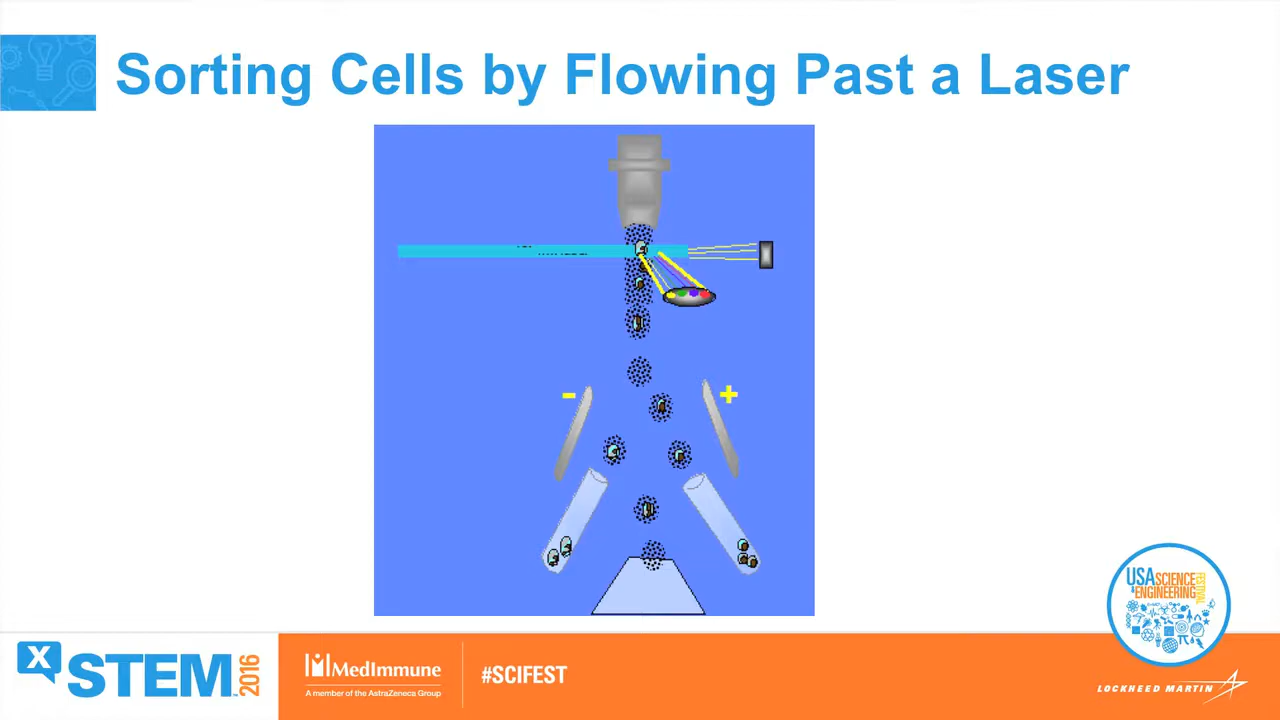 Sorting Cells by Flowing Past a Laser
-
+
USA SCIENCE
& ENGINEERING
FESTIVAL
X
STEM
2016
MedImmune
A member of the AstraZeneca Group
#SCIFEST
LOCKHEED MARTIN